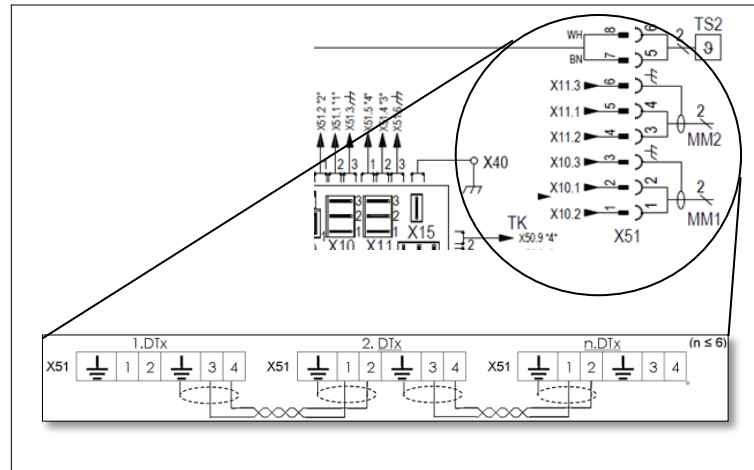 TS2
WH 8 6 2
BN 7 5 ϑ
X11.3 6
X11.1 5 4 2
X11.2 4 3 MM2
X10.3 3
X10.1 2 2 2
X10.2 1 1 MM1
X51
X51.2 "2"
X51.1 "1"
X51.3
X51.5 "4"
X51.4 "3"
X51.6
1 2 3 1 2 3
X40
3 3
2 2
1 1 1
X10 X11 X15
2
TK
X50.9 "4"
1.DTx 2. DTx n.DTx (n ≤ 6)
X51 1 2 3 4 X51 1 2 3 4 X51 1 2 3 4